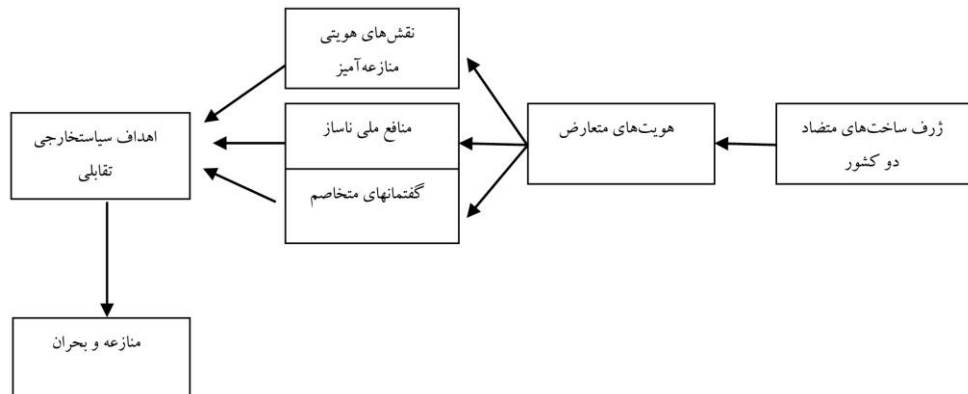 ژرف ساخت‌های متضاد
دو کشور
هویت‌های متعارض
نقش‌های هویتی
منازعه‌آمیز
منافع ملی ناساز
گفتمانهای متخاصم
اهداف سیاستخارجی
تقابلی
منازعه و بحران